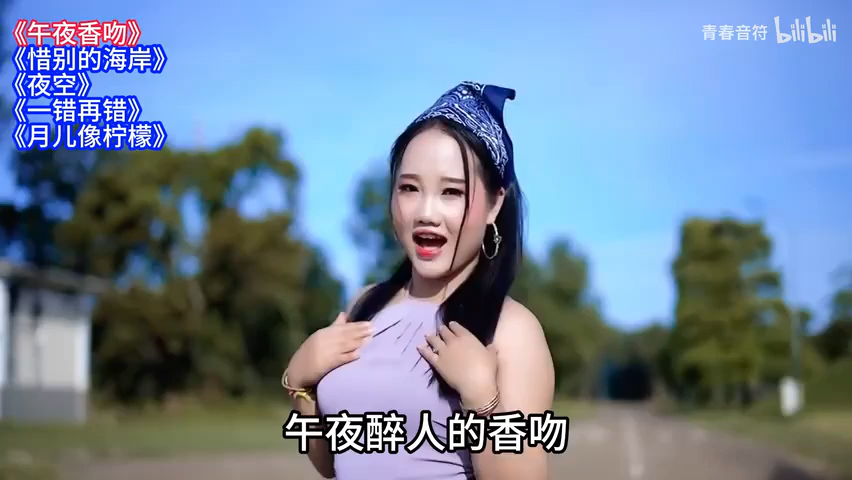 《午夜香吻》
《惜别的海岸》
《夜空》
《一错再错》
《月儿像柠檬》
青春音符 bilibili
午夜醉人的香吻